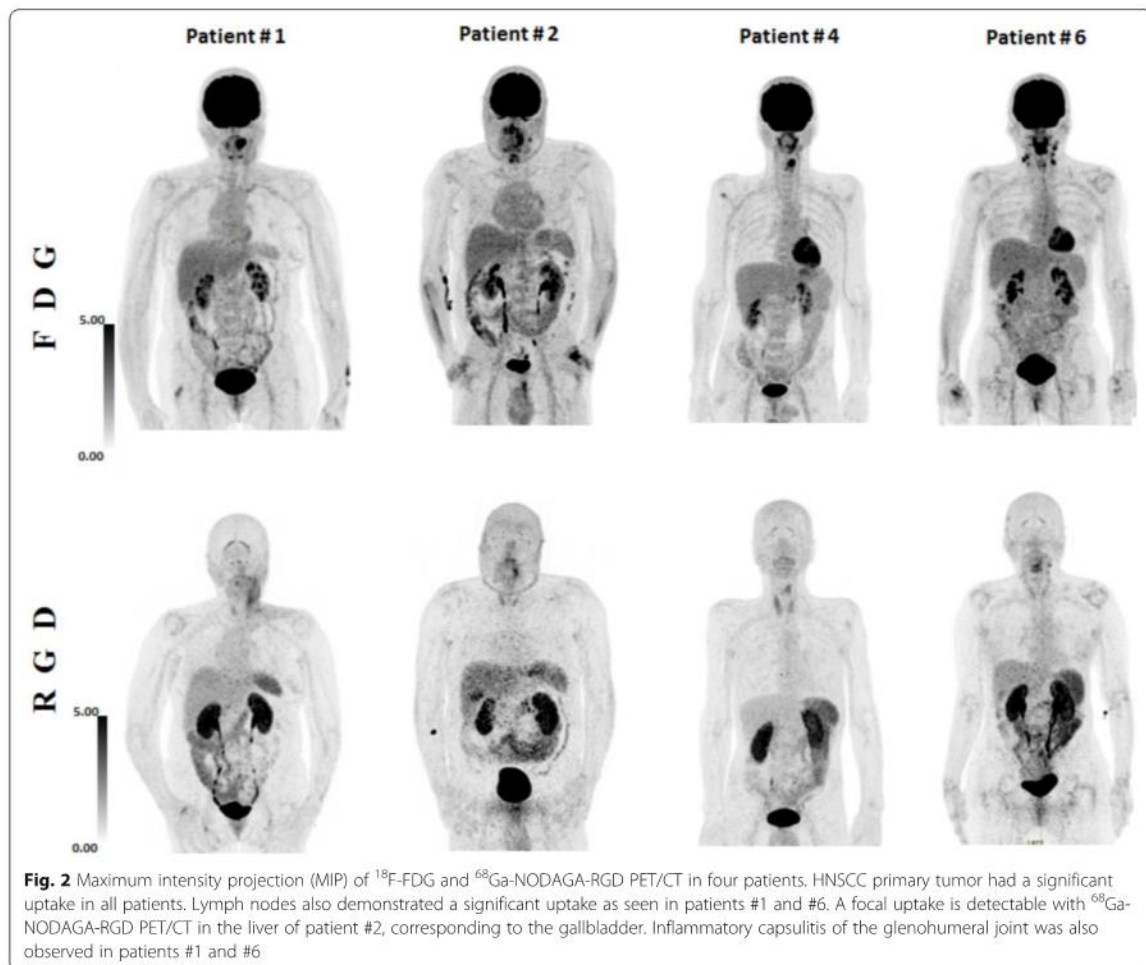 Patient # 1
Patient # 2
Patient # 4
Patient # 6
F D G
5.00
0.00
R G D
5.00
0.00
Fig. 2 Maximum intensity projection (MIP) of ¹⁸F-FDG and ⁶⁸Ga-NODAGA-RGD PET/CT in four patients. HNSCC primary tumor had a significant
uptake in all patients. Lymph nodes also demonstrated a significant uptake as seen in patients #1 and #6. A focal uptake is detectable with ⁶⁸Ga-
NODAGA-RGD PET/CT in the liver of patient #2, corresponding to the gallbladder. Inflammatory capsulitis of the glenohumeral joint was also
observed in patients #1 and #6